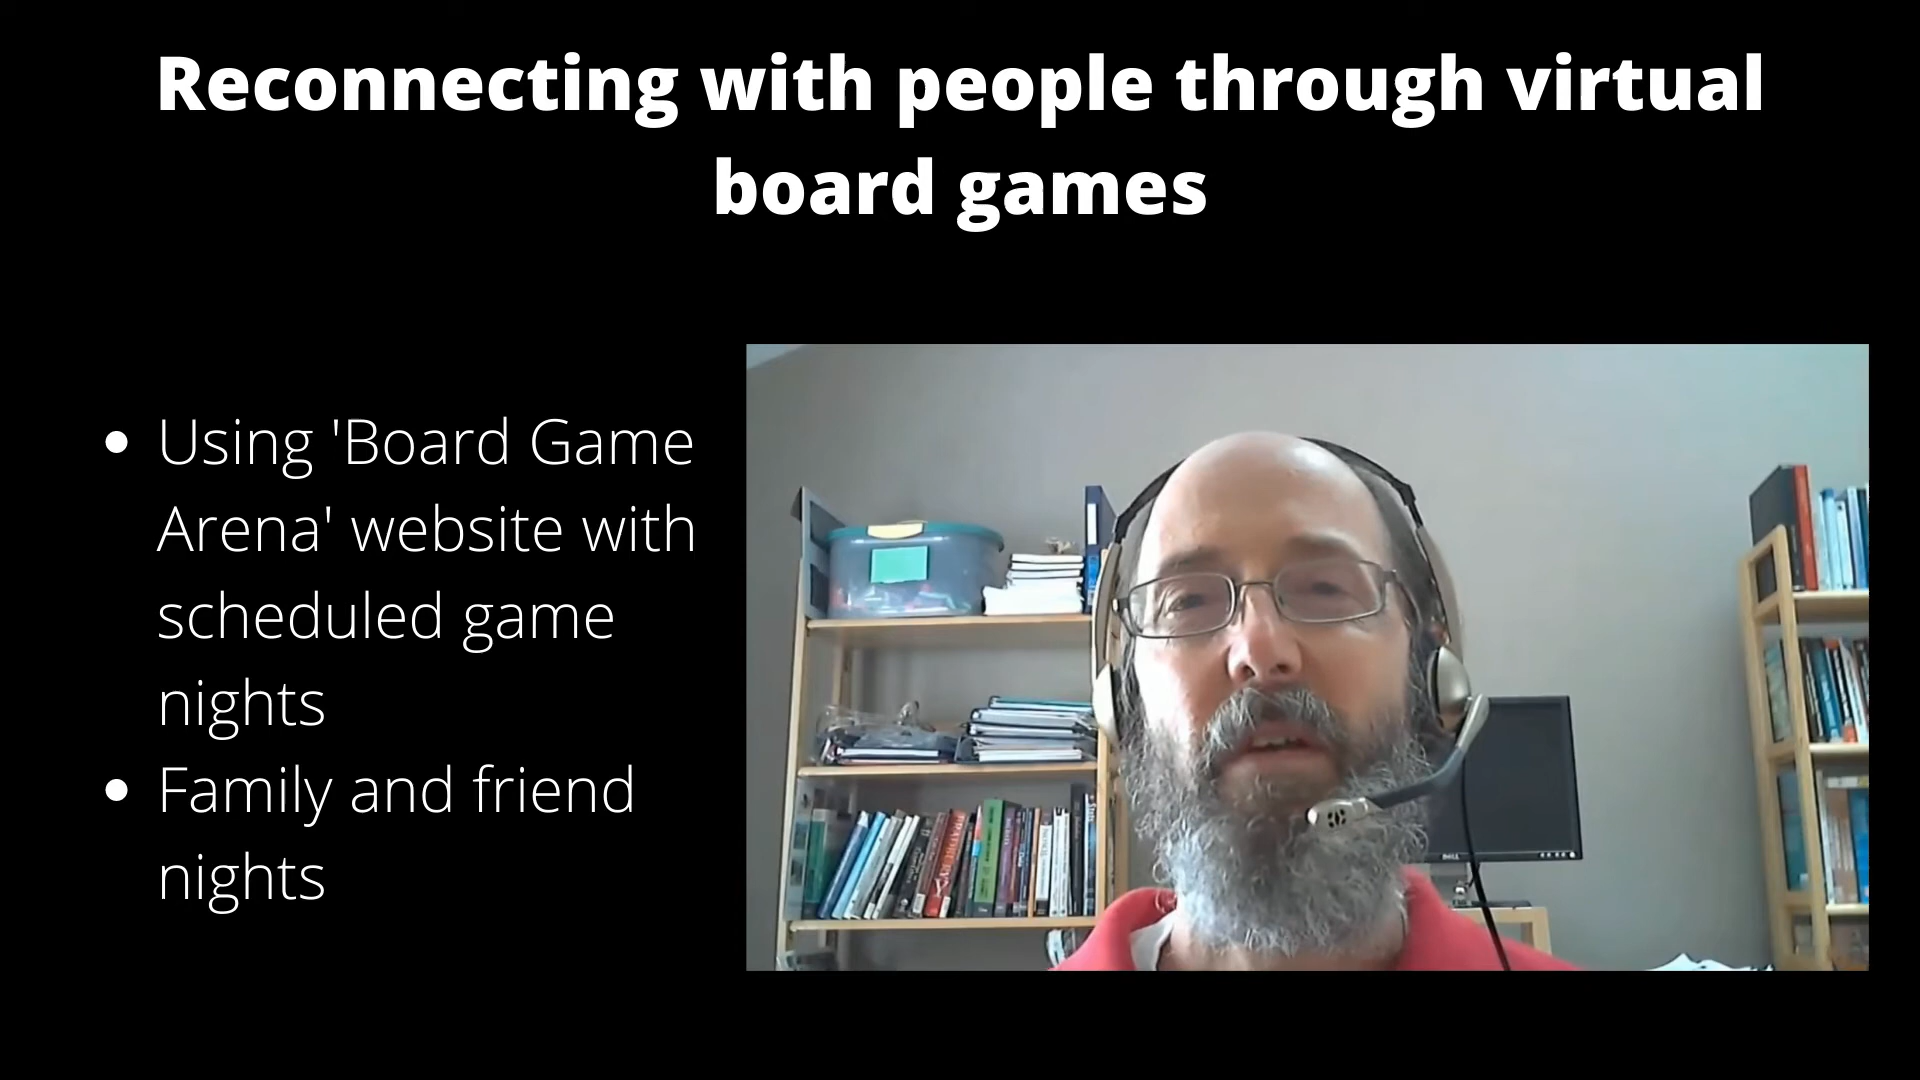 Reconnecting with people through virtual
board games
• Using 'Board Game
Arena' website with
scheduled game
nights
• Family and friend
nights
DELL